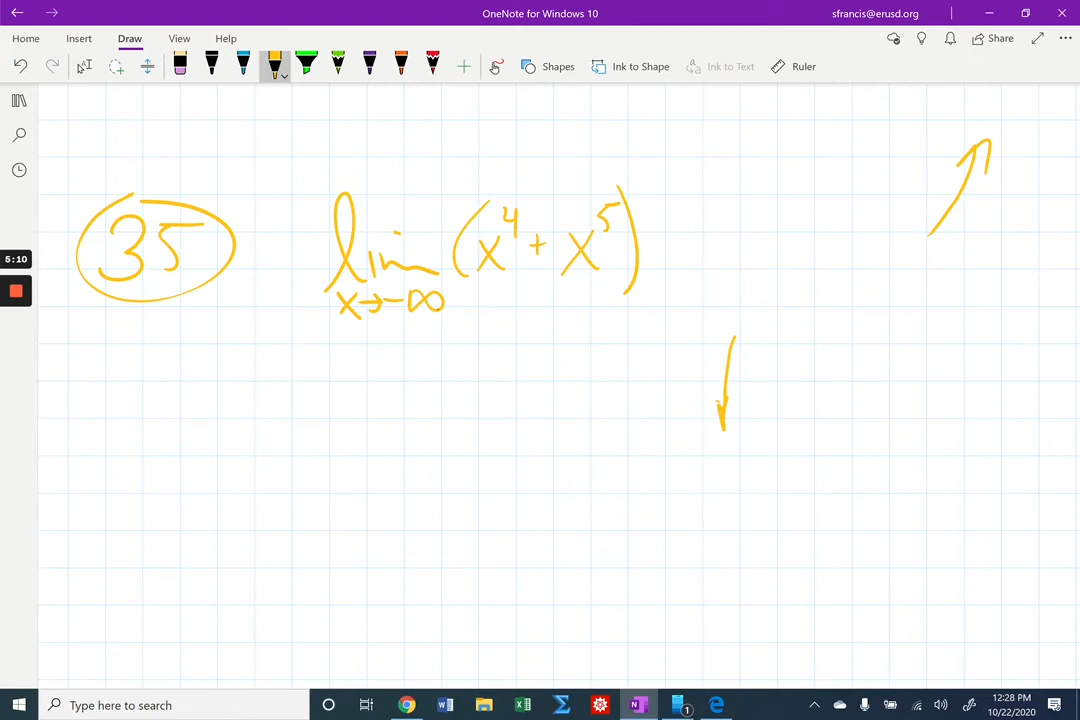 OneNote for Windows 10
sfrancis@erusd.org
Home Insert Draw View Help
Share
Shapes Ink to Shape Ink to Text Ruler
5:10
35 lim (x⁴ + x⁵)
x→-∞
Type here to search
1
12:28 PM
10/22/2020